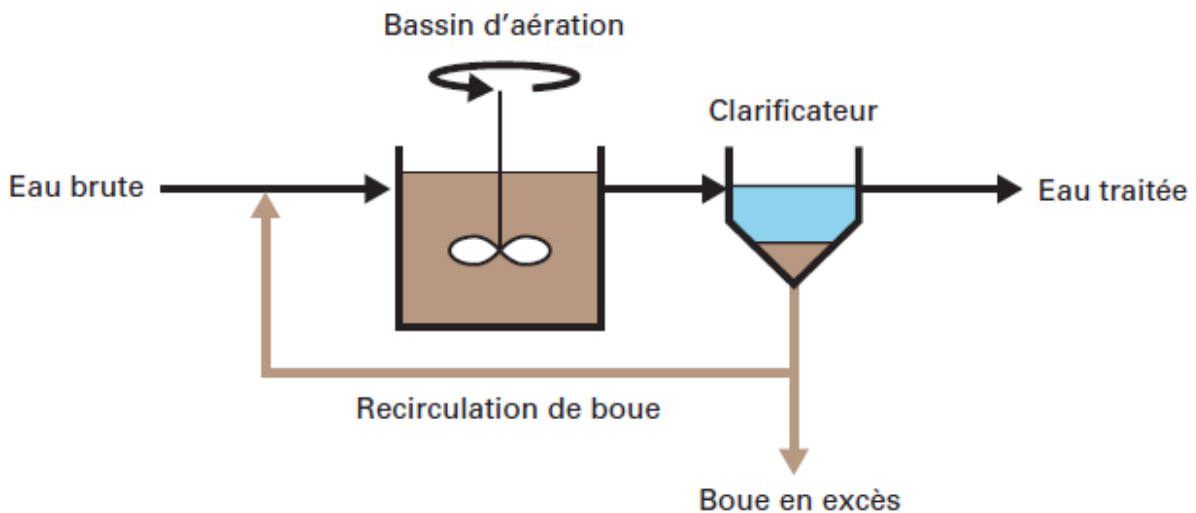 Bassin d'aération
Clarificateur
Eau brute
Eau traitée
Recirculation de boue
Boue en excès